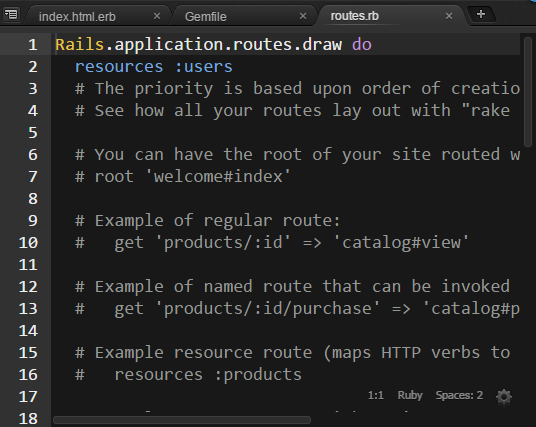 index.html.erb × Gemfile × routes.rb × +
1 Rails.application.routes.draw do
2 resources :users
3 # The priority is based upon order of creatio
4 # See how all your routes lay out with "rake
5
6 # You can have the root of your site routed w
7 # root 'welcome#index'
8
9 # Example of regular route:
10 #   get 'products/:id' => 'catalog#view'
11
12 # Example of named route that can be invoked
13 #   get 'products/:id/purchase' => 'catalog#p
14
15 # Example resource route (maps HTTP verbs to
16 #   resources :products
17
1:1 Ruby Spaces: 2
18